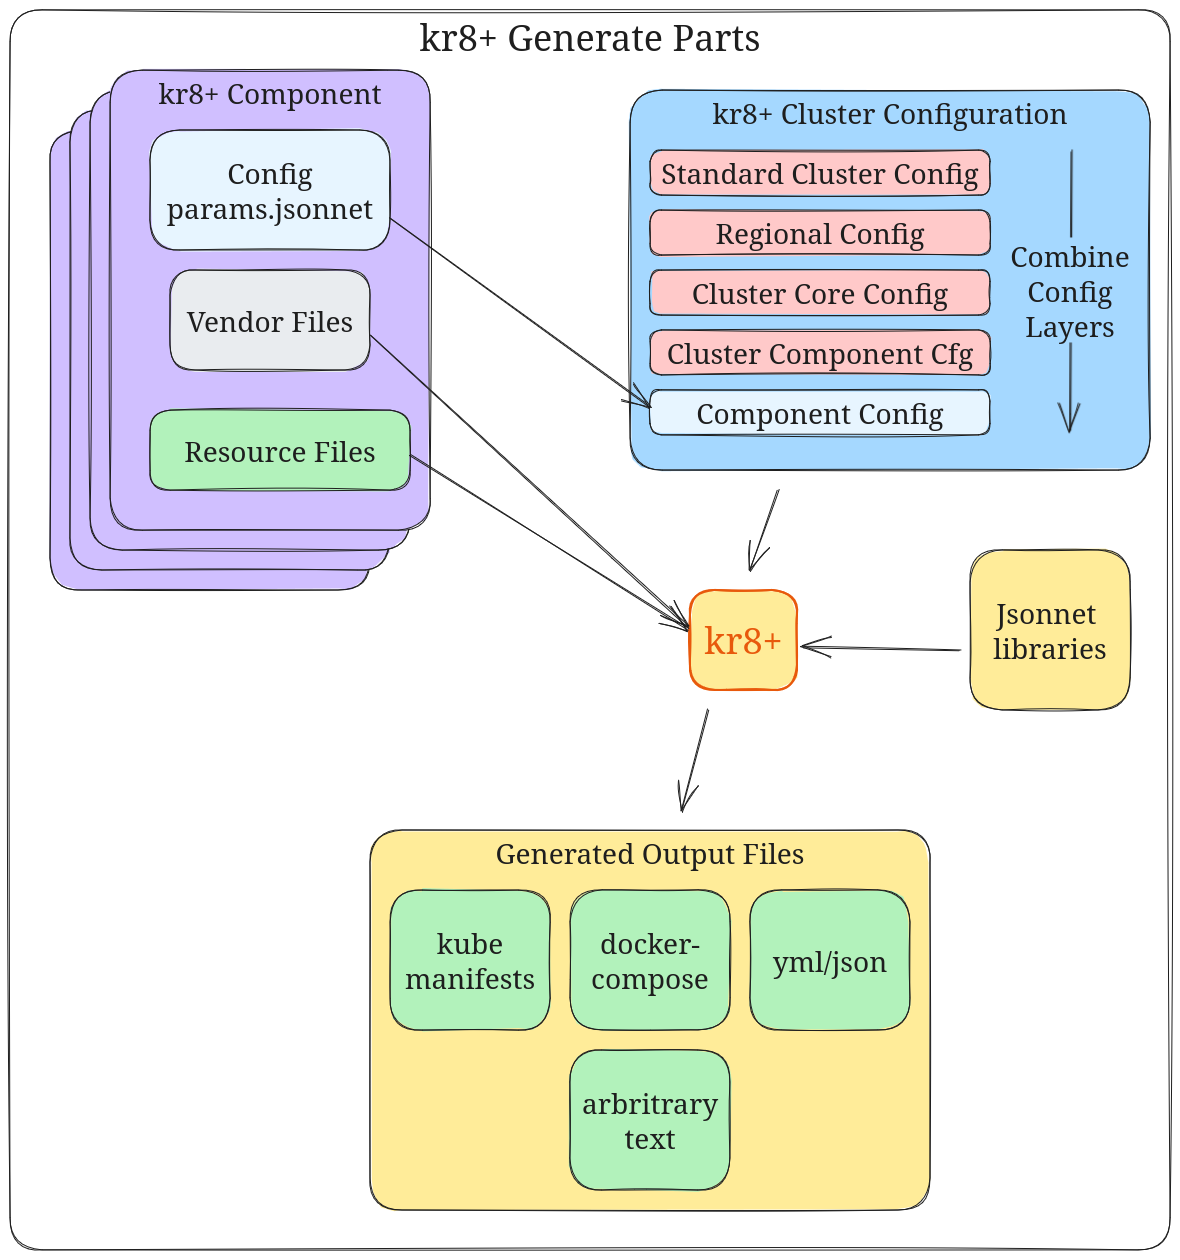 kr8+ Generate Parts
kr8+ Component
Config
params.jsonnet
Vendor Files
Resource Files
kr8+ Cluster Configuration
Standard Cluster Config
Regional Config
Cluster Core Config
Cluster Component Cfg
Component Config
Combine
Config
Layers
kr8+
Jsonnet
libraries
Generated Output Files
kube
manifests
docker-
compose
yml/json
arbritrary
text